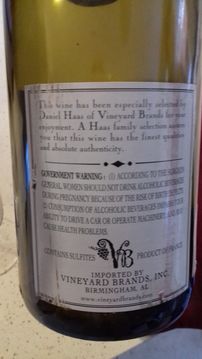 This wine has been especially selected by
Daniel Haas of Vineyard Brands for your
enjoyment. A Haas family selection assures
you that this wine has the finest qualities
and absolute authenticity.
GOVERNMENT WARNING: (1) ACCORDING TO THE SURGEON
GENERAL, WOMEN SHOULD NOT DRINK ALCOHOLIC BEVERAGES
DURING PREGNANCY BECAUSE OF THE RISK OF BIRTH DEFECTS.
(2) CONSUMPTION OF ALCOHOLIC BEVERAGES IMPAIRS YOUR
ABILITY TO DRIVE A CAR OR OPERATE MACHINERY, AND MAY
CAUSE HEALTH PROBLEMS.
CONTAINS SULFITES VB PRODUCT OF FRANCE
IMPORTED BY
VINEYARD BRANDS, INC.
BIRMINGHAM, AL
www.vineyardbrands.com